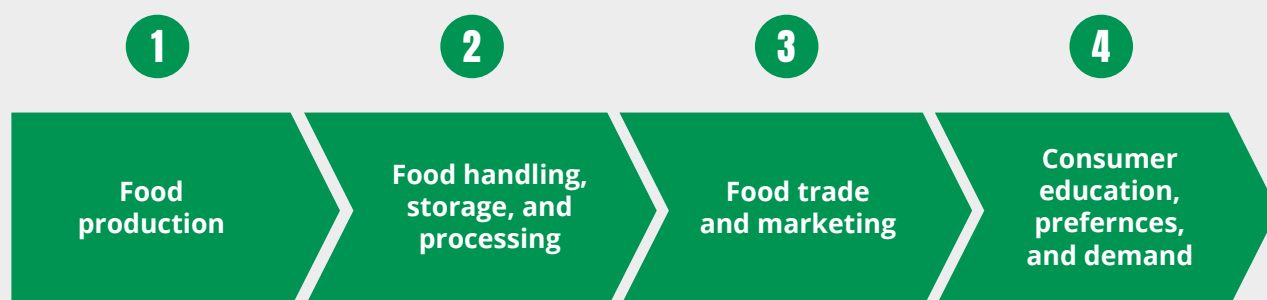 1
2
3
4
Food
production
Food handling,
storage, and
processing
Food trade
and marketing
Consumer
education,
prefernces,
and demand